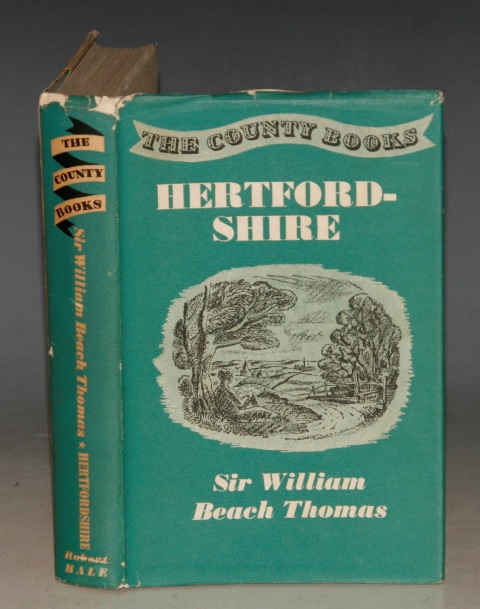 THE COUNTY BOOKS
HERTFORD-
SHIRE
Sir William
Beach Thomas
THE
COUNTY
BOOKS
Sir William Beach Thomas ★ HERTFORDSHIRE
Robert
HALE